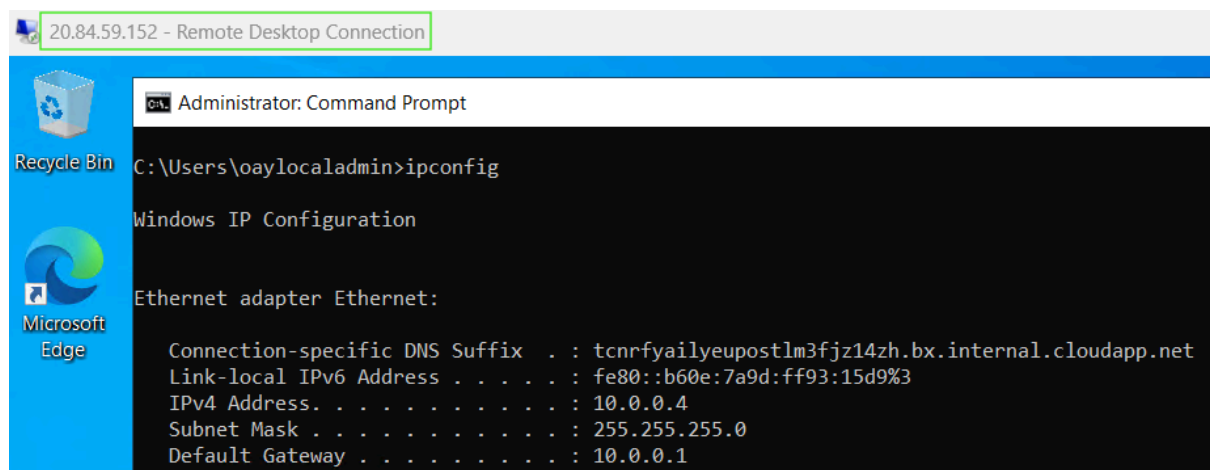 20.84.59.152 - Remote Desktop Connection
Administrator: Command Prompt
Recycle Bin
C:\Users\oaylocaladmin>ipconfig
Windows IP Configuration
Ethernet adapter Ethernet:
Microsoft
Edge
Connection-specific DNS Suffix . : tcnrfyailyeupostlm3fjz14zh.bx.internal.cloudapp.net
Link-local IPv6 Address . . . . . : fe80::b60e:7a9d:ff93:15d9%3
IPv4 Address. . . . . . . . . . . : 10.0.0.4
Subnet Mask . . . . . . . . . . . : 255.255.255.0
Default Gateway . . . . . . . . . : 10.0.0.1